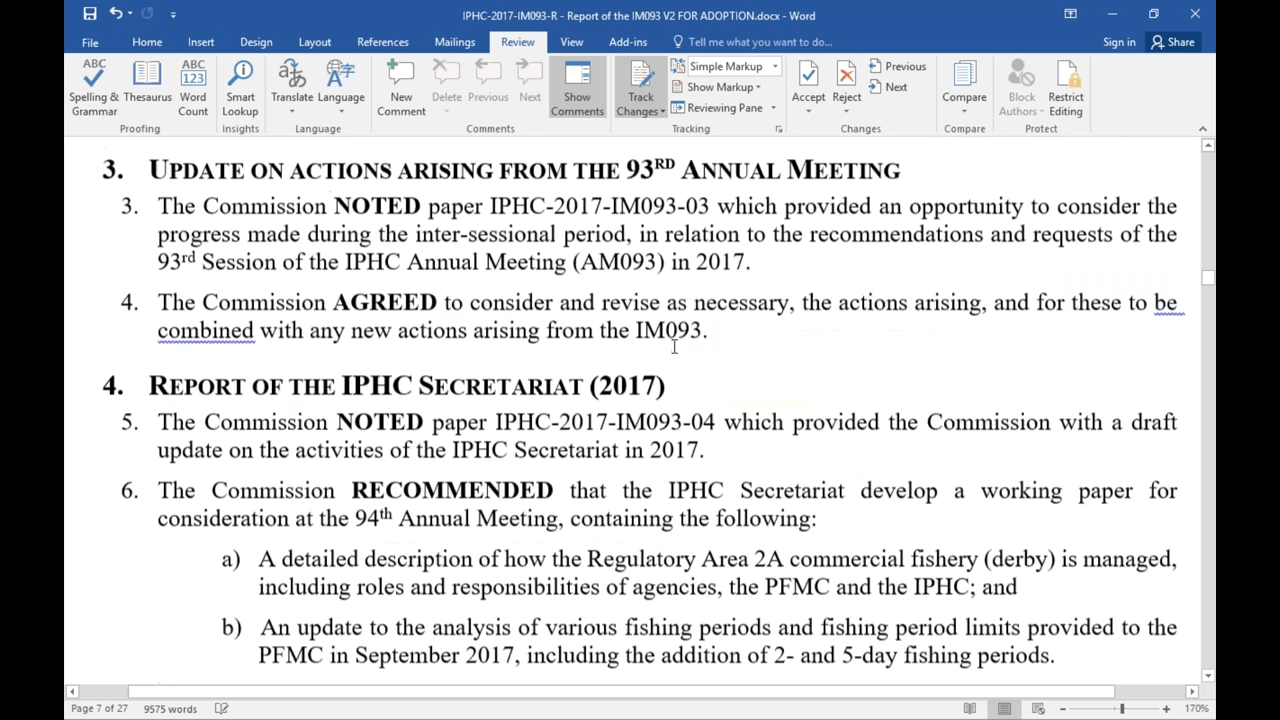 IPHC-2017-IM093-R - Report of the IM093 V2 FOR ADOPTION.docx - Word
File Home Insert Design Layout References Mailings Review View Add-ins Tell me what you want to do... Sign in Share
ABC Spelling & Grammar Thesaurus ABC 123 Word Count Smart Lookup Translate Language New Comment Delete Previous Next Show Comments Track Changes Simple Markup Show Markup Reviewing Pane Accept Reject Previous Next Compare Block Authors Restrict Editing
Proofing Insights Language Comments Tracking Changes Compare Protect
3. UPDATE ON ACTIONS ARISING FROM THE 93RD ANNUAL MEETING
3. The Commission NOTED paper IPHC-2017-IM093-03 which provided an opportunity to consider the
progress made during the inter-sessional period, in relation to the recommendations and requests of the
93rd Session of the IPHC Annual Meeting (AM093) in 2017.
4. The Commission AGREED to consider and revise as necessary, the actions arising, and for these to be
combined with any new actions arising from the IM093.
4. REPORT OF THE IPHC SECRETARIAT (2017)
5. The Commission NOTED paper IPHC-2017-IM093-04 which provided the Commission with a draft
update on the activities of the IPHC Secretariat in 2017.
6. The Commission RECOMMENDED that the IPHC Secretariat develop a working paper for
consideration at the 94th Annual Meeting, containing the following:
a) A detailed description of how the Regulatory Area 2A commercial fishery (derby) is managed,
including roles and responsibilities of agencies, the PFMC and the IPHC; and
b) An update to the analysis of various fishing periods and fishing period limits provided to the
PFMC in September 2017, including the addition of 2- and 5-day fishing periods.
Page 7 of 27 9575 words 170%